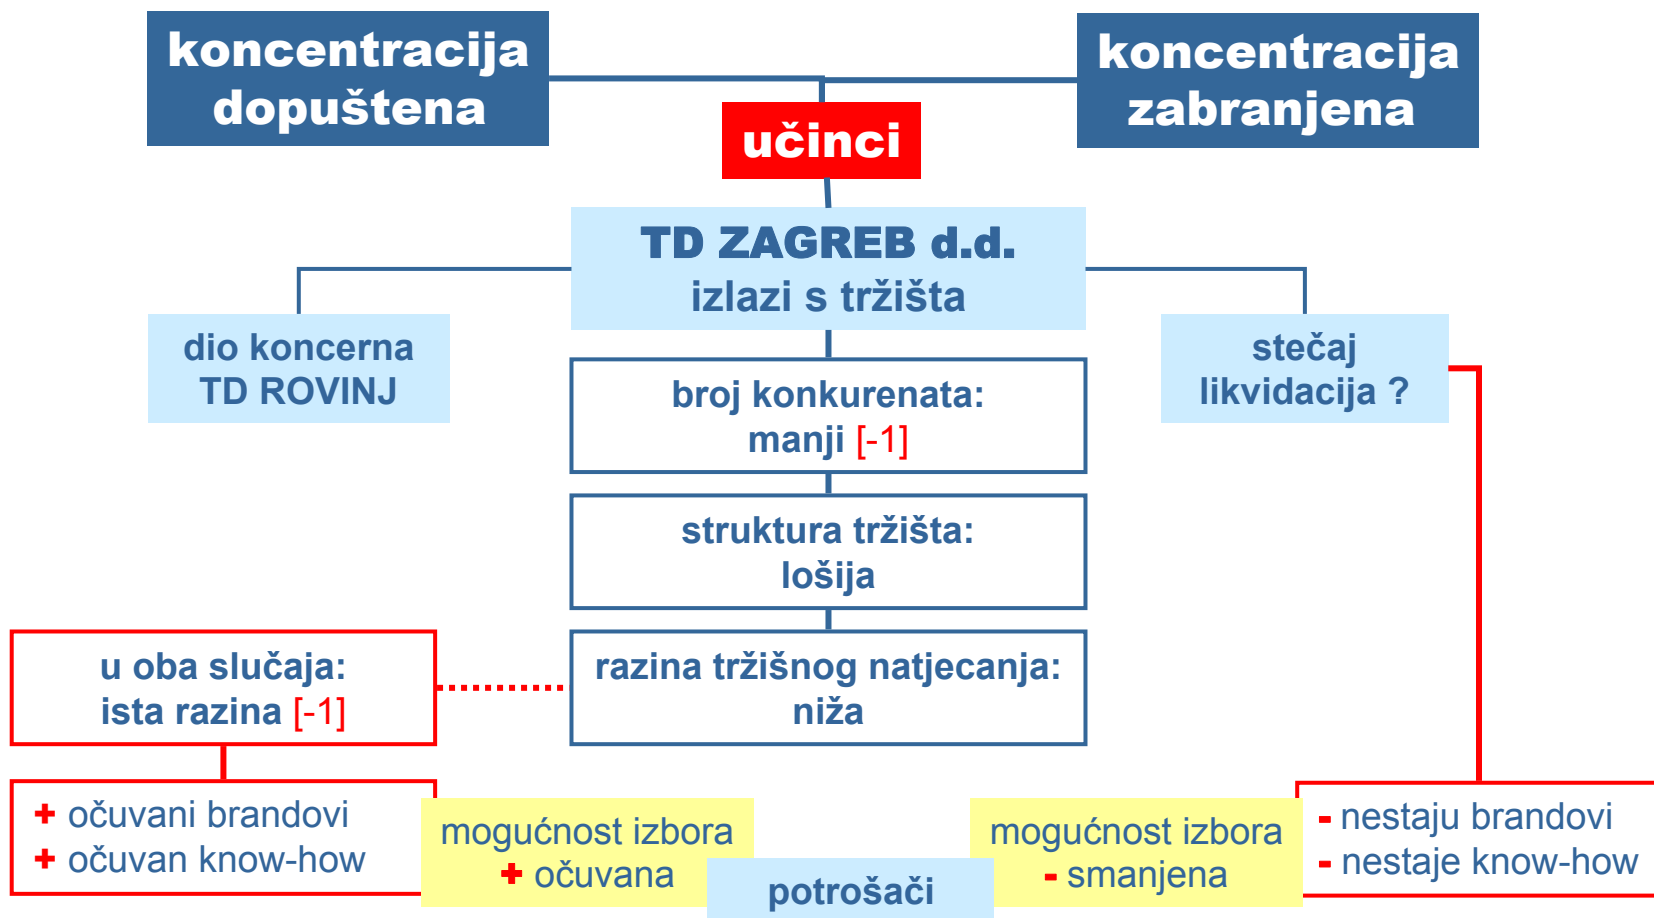 koncentracija
dopuštena
koncentracija
zabranjena
učinci
TD ZAGREB d.d.
izlazi s tržišta
dio koncerna
TD ROVINJ
stečaj
likvidacija ?
broj konkurenata:
manji [-1]
struktura tržišta:
lošija
u oba slučaja:
ista razina [-1]
razina tržišnog natjecanja:
niža
+ očuvani brandovi
+ očuvan know-how
mogućnost izbora
+ očuvana
potrošači
mogućnost izbora
- smanjena
- nestaju brandovi
- nestaje know-how